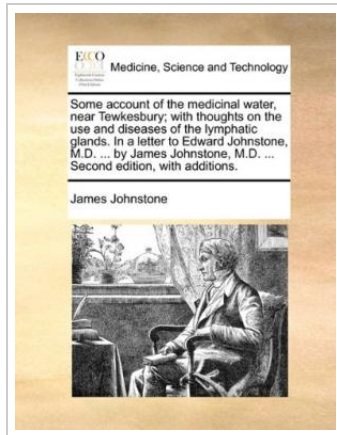 ECCO
Medicine, Science and Technology
Some account of the medicinal water,
near Tewkesbury; with thoughts on the
use and diseases of the lymphatic
glands. In a letter to Edward Johnstone,
M.D. ... by James Johnstone, M.D. ...
Second edition, with additions.
James Johnstone